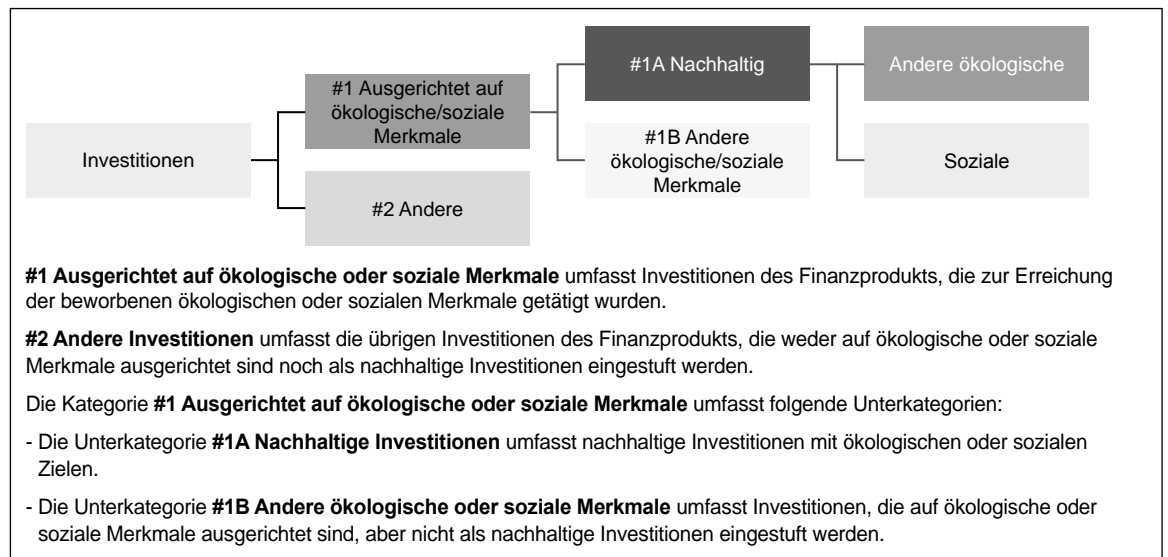 #1A Nachhaltig
Andere ökologische
#1 Ausgerichtet auf
ökologische/soziale
Merkmale
Investitionen
#1B Andere
ökologische/soziale
Merkmale
Soziale
#2 Andere
#1 Ausgerichtet auf ökologische oder soziale Merkmale umfasst Investitionen des Finanzprodukts, die zur Erreichung
der beworbenen ökologischen oder sozialen Merkmale getätigt wurden.
#2 Andere Investitionen umfasst die übrigen Investitionen des Finanzprodukts, die weder auf ökologische oder soziale
Merkmale ausgerichtet sind noch als nachhaltige Investitionen eingestuft werden.
Die Kategorie #1 Ausgerichtet auf ökologische oder soziale Merkmale umfasst folgende Unterkategorien:
- Die Unterkategorie #1A Nachhaltige Investitionen umfasst nachhaltige Investitionen mit ökologischen oder sozialen
Zielen.
- Die Unterkategorie #1B Andere ökologische oder soziale Merkmale umfasst Investitionen, die auf ökologische oder
soziale Merkmale ausgerichtet sind, aber nicht als nachhaltige Investitionen eingestuft werden.